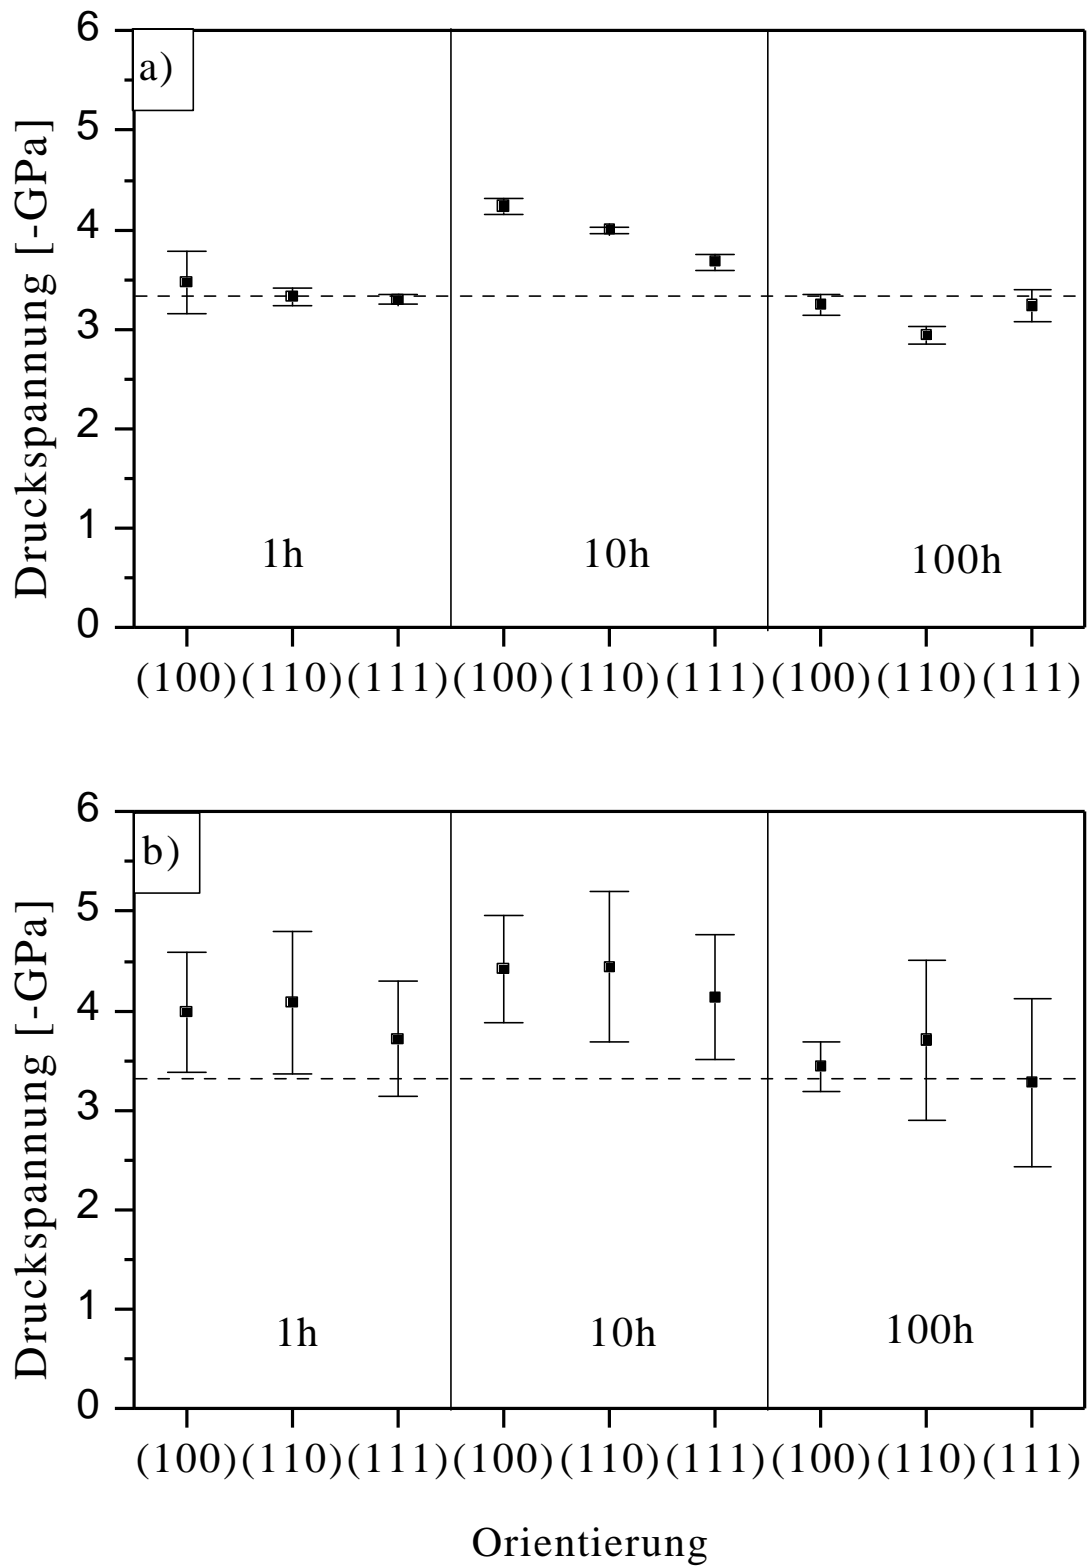 a)
Druckspannung [-GPa]
6
5
4
3
2
1
0
1h 10h 100h
(100) (110) (111) (100) (110) (111) (100) (110) (111)
b)
Druckspannung [-GPa]
6
5
4
3
2
1
0
1h 10h 100h
(100) (110) (111) (100) (110) (111) (100) (110) (111)
Orientierung